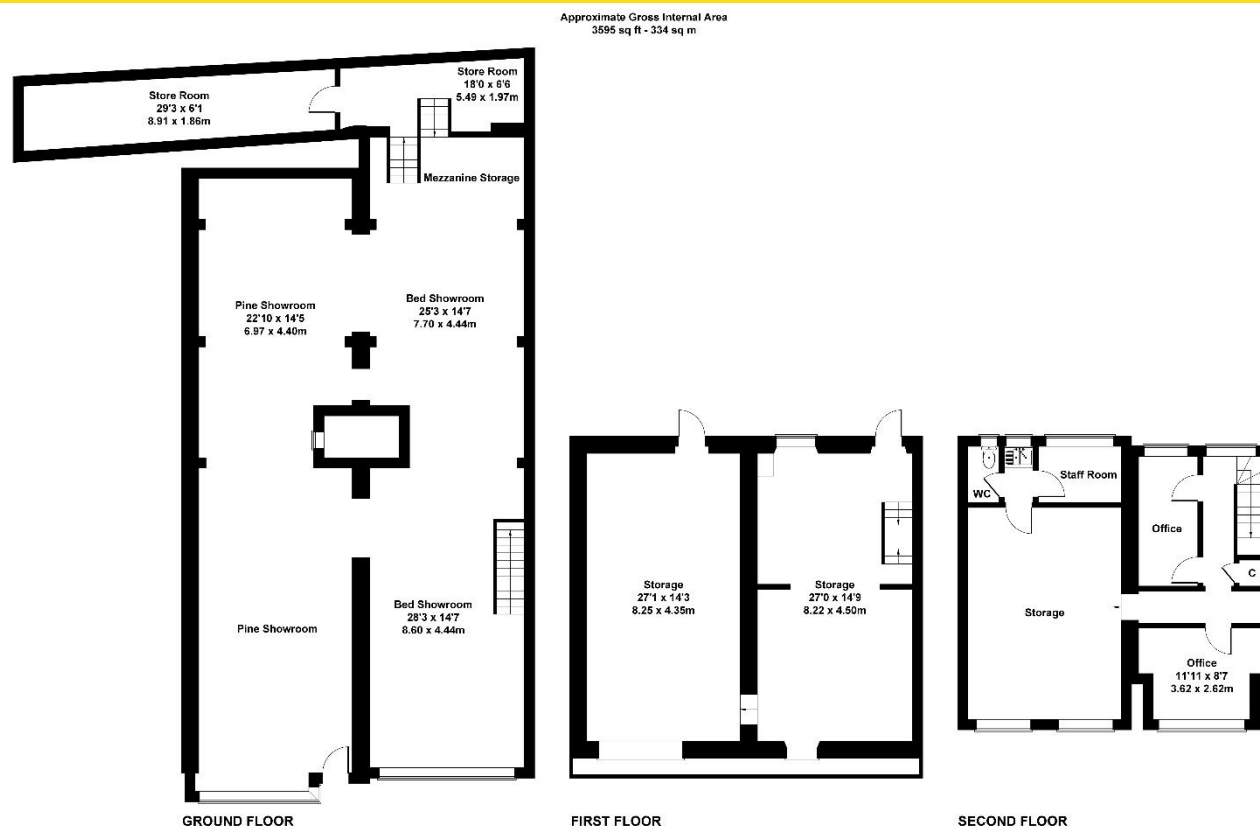 Approximate Gross Internal Area
3595 sq ft - 334 sq m
Store Room
29'3 x 6'1
8.91 x 1.86m
Store Room
18'0 x 6'6
5.49 x 1.97m
Mezzanine Storage
Pine Showroom
22'10 x 14'5
6.97 x 4.40m
Bed Showroom
25'3 x 14'7
7.70 x 4.44m
Pine Showroom
Bed Showroom
28'3 x 14'7
8.60 x 4.44m
GROUND FLOOR
Storage
27'1 x 14'3
8.25 x 4.35m
Storage
27'0 x 14'9
8.22 x 4.50m
FIRST FLOOR
WC
Staff Room
Office
C
Storage
Office
11'11 x 8'7
3.62 x 2.62m
SECOND FLOOR